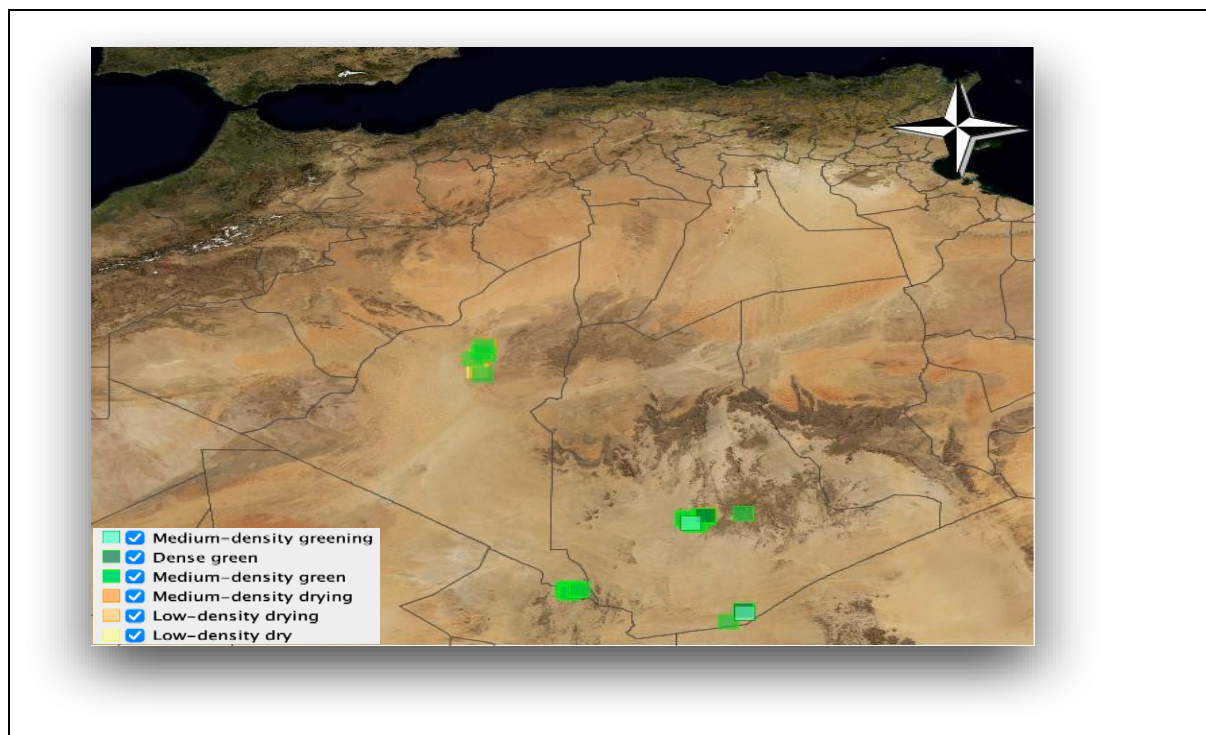 Medium-density greening
Dense green
Medium-density green
Medium-density drying
Low-density drying
Low-density dry